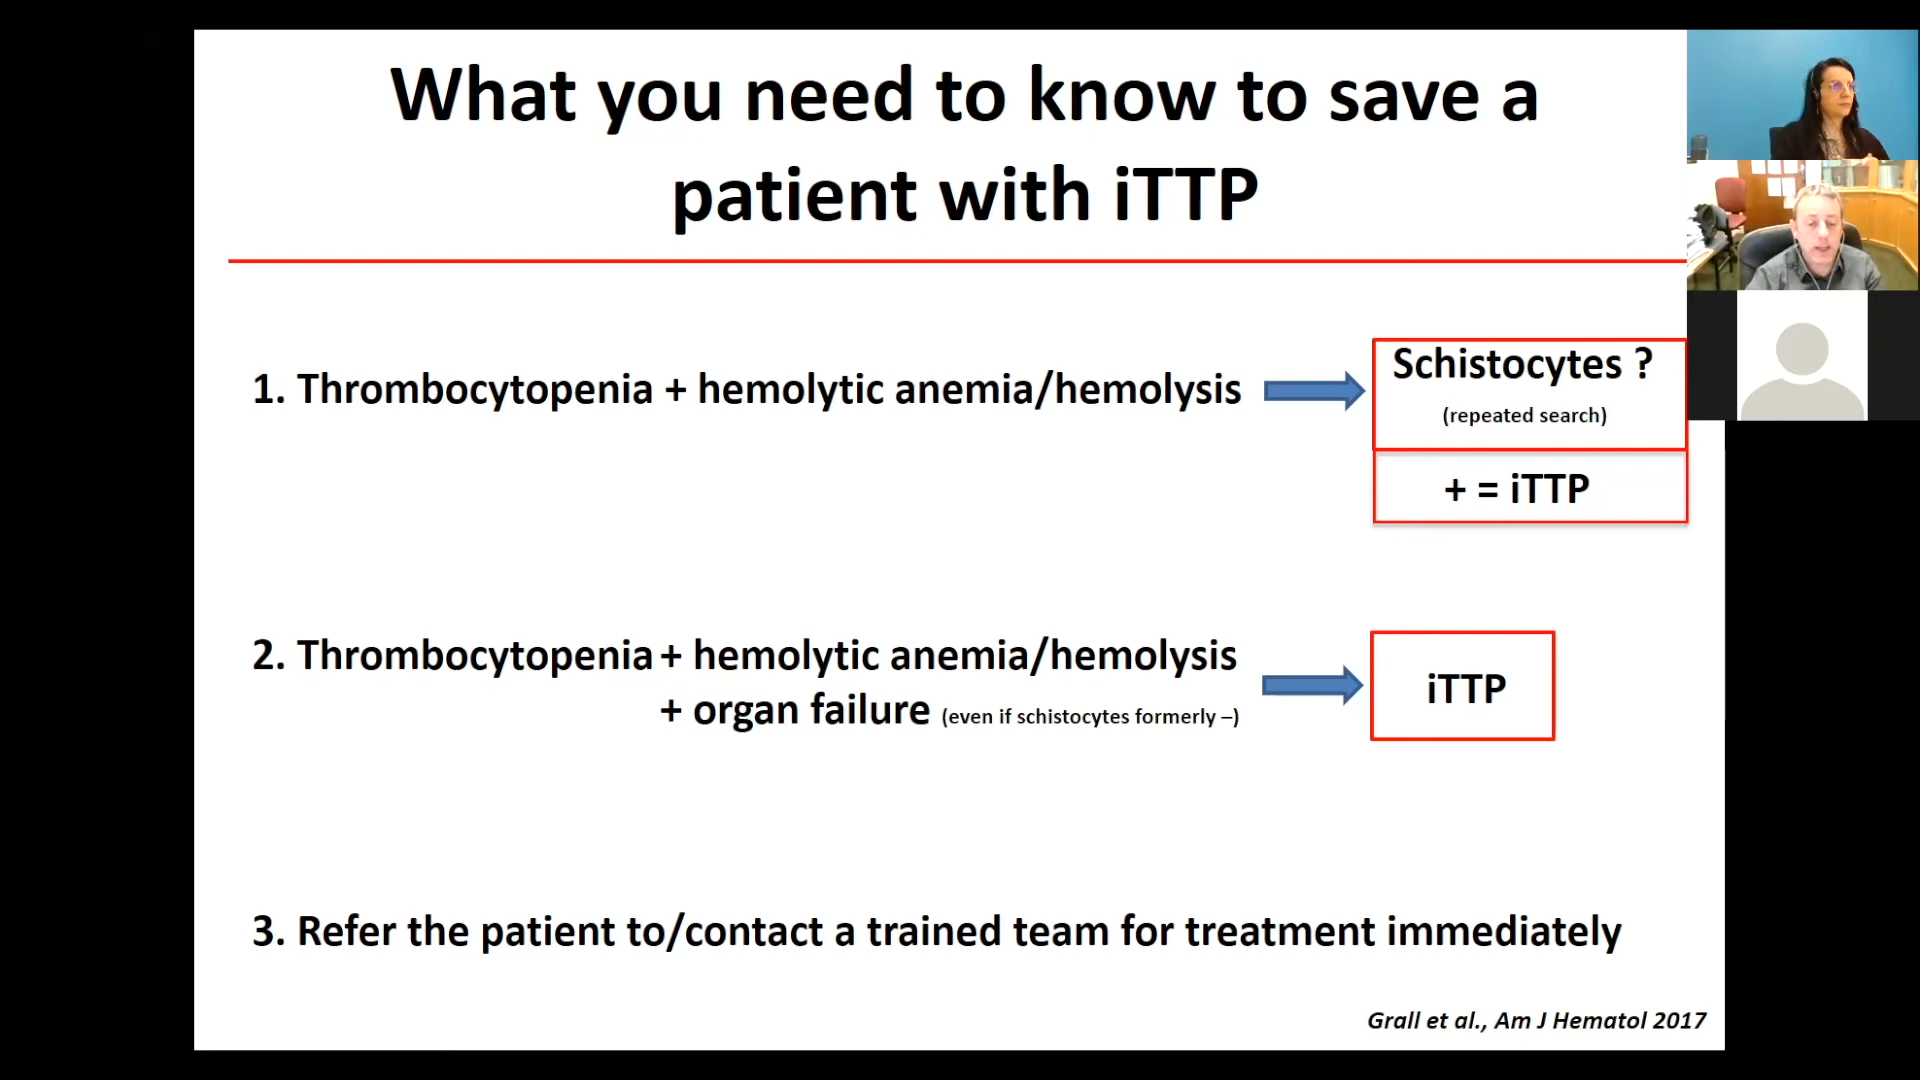 What you need to know to save a
patient with iTTP
1. Thrombocytopenia + hemolytic anemia/hemolysis
Schistocytes ?
(repeated search)
+ = iTTP
2. Thrombocytopenia + hemolytic anemia/hemolysis
+ organ failure (even if schistocytes formerly –)
iTTP
3. Refer the patient to/contact a trained team for treatment immediately
Grall et al., Am J Hematol 2017